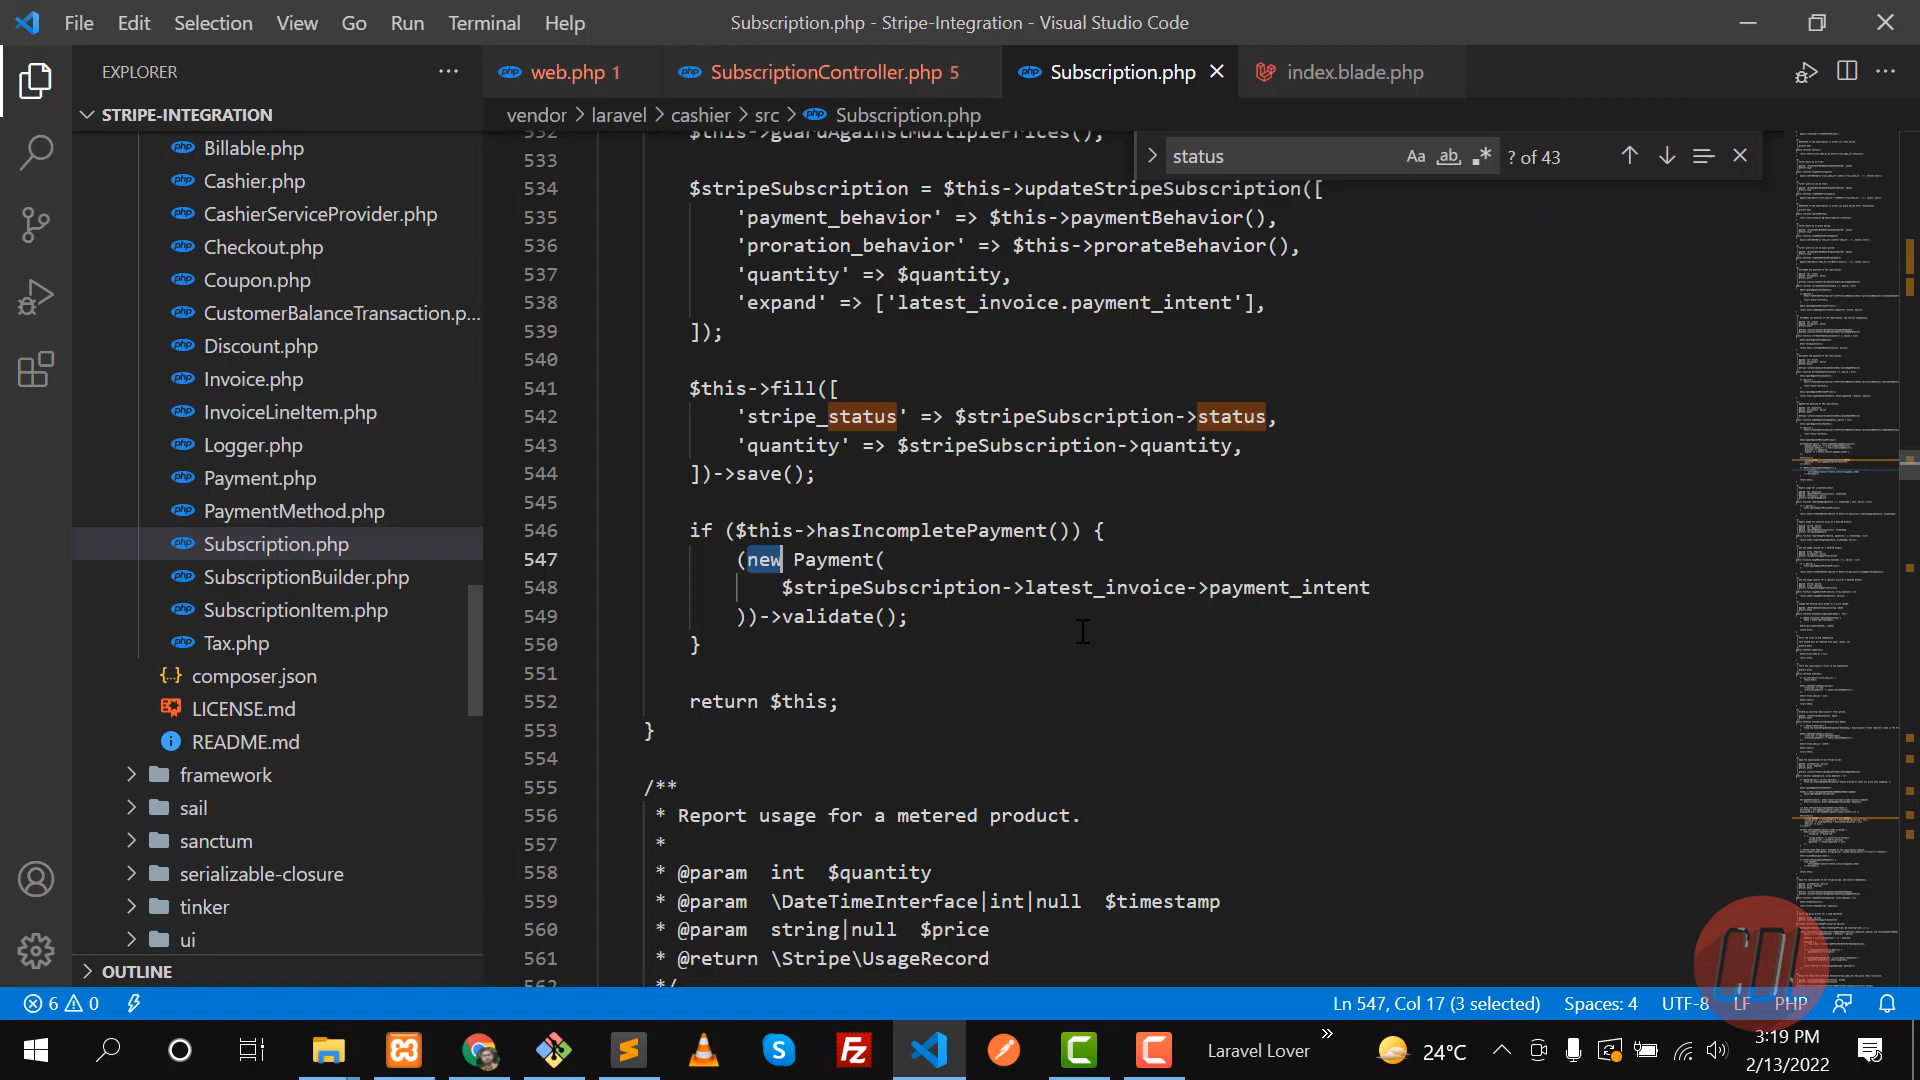 File Edit Selection View Go Run Terminal Help
Subscription.php - Stripe-Integration - Visual Studio Code
EXPLORER
web.php 1
SubscriptionController.php 5
Subscription.php
index.blade.php
STRIPE-INTEGRATION
vendor > laravel > cashier > src > Subscription.php
status
Aa ab
? of 43
Billable.php
Cashier.php
CashierServiceProvider.php
Checkout.php
Coupon.php
CustomerBalanceTransaction.p...
Discount.php
Invoice.php
InvoiceLineItem.php
Logger.php
Payment.php
PaymentMethod.php
Subscription.php
SubscriptionBuilder.php
SubscriptionItem.php
Tax.php
composer.json
LICENSE.md
README.md
framework
sail
sanctum
serializable-closure
tinker
ui
OUTLINE
532 $this->guardAgainstMultiplePrices();
533
534 $stripeSubscription = $this->updateStripeSubscription([
535 'payment_behavior' => $this->paymentBehavior(),
536 'proration_behavior' => $this->prorateBehavior(),
537 'quantity' => $quantity,
538 'expand' => ['latest_invoice.payment_intent'],
539 ]);
540
541 $this->fill([
542 'stripe_status' => $stripeSubscription->status,
543 'quantity' => $stripeSubscription->quantity,
544 ])->save();
545
546 if ($this->hasIncompletePayment()) {
547 (new Payment(
548 $stripeSubscription->latest_invoice->payment_intent
549 ))->validate();
550 }
551
552 return $this;
553 }
554
555 /**
556 * Report usage for a metered product.
557 *
558 * @param int $quantity
559 * @param \DateTimeInterface|int|null $timestamp
560 * @param string|null $price
561 * @return \Stripe\UsageRecord
562 */
6 0
Ln 547, Col 17 (3 selected) Spaces: 4 UTF-8 LF PHP
Laravel Lover
24°C
3:19 PM
2/13/2022